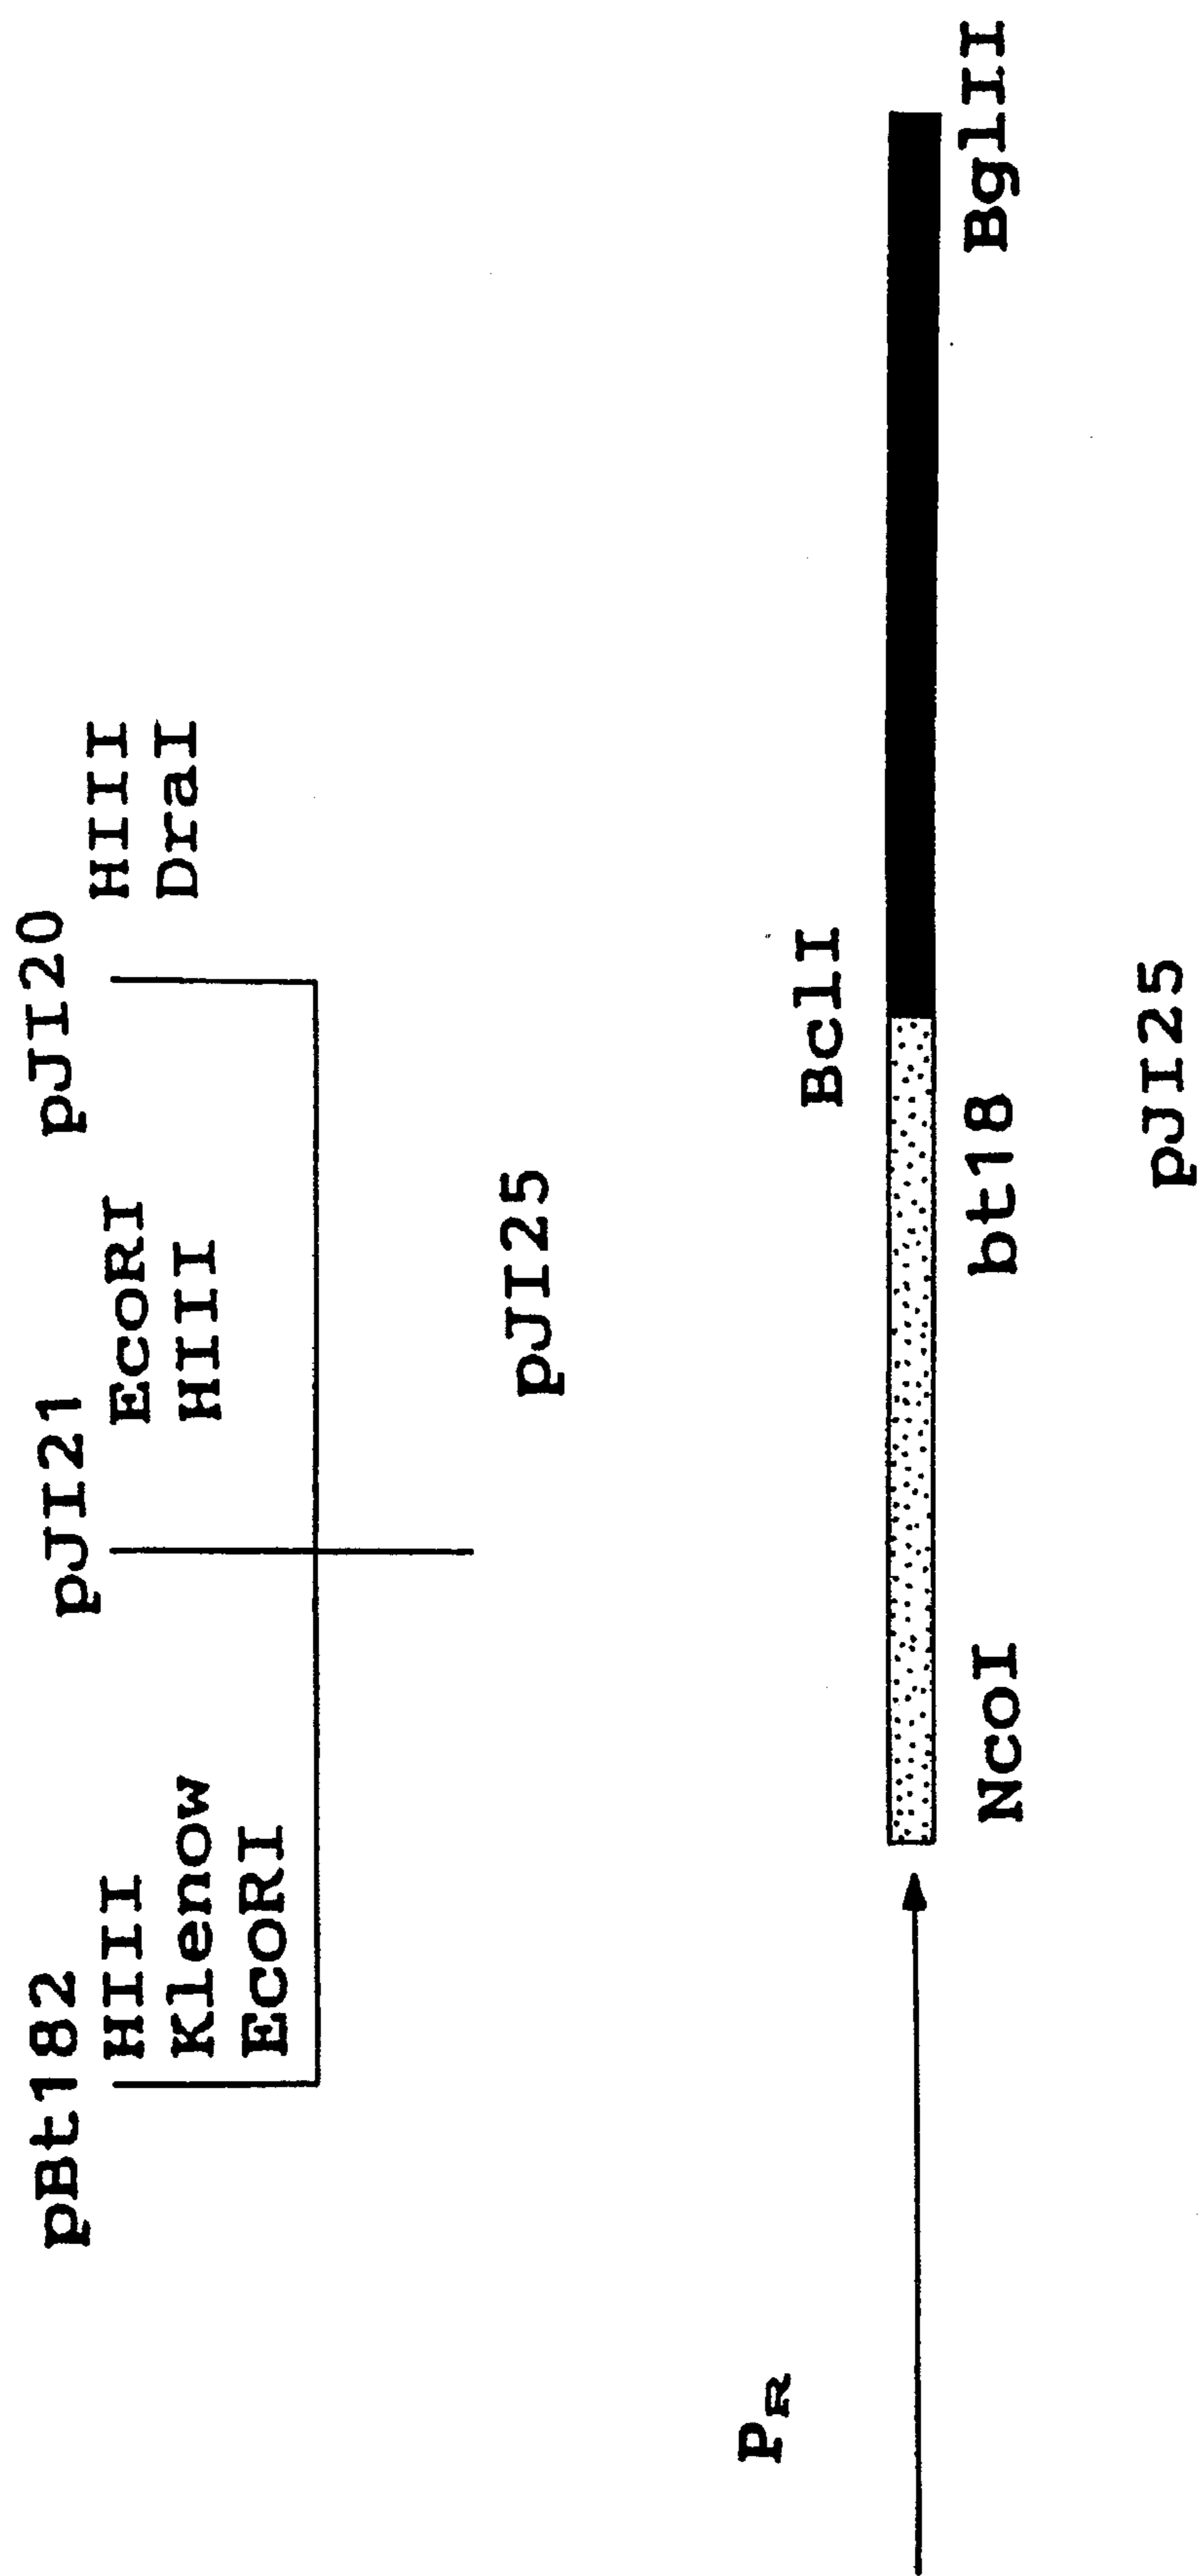 pBt182
HIII
Klenow
EcoRI
pJI21
EcoRI
HIII
pJI20
HIII
DraI
pJI25
PR
BclI
NcoI
bt18
BglII
pJI25